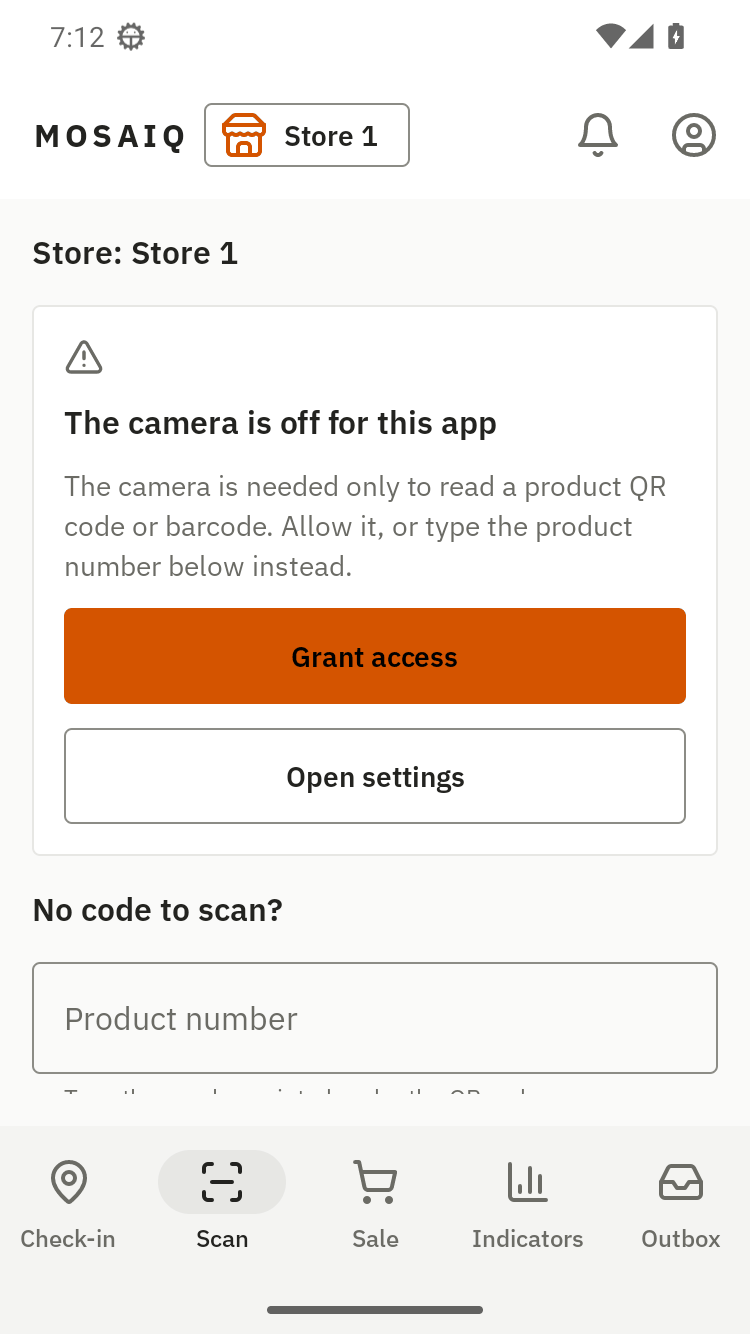 7:12
MOSAIQ
Store 1
Store: Store 1
The camera is off for this app
The camera is needed only to read a product QR
code or barcode. Allow it, or type the product
number below instead.
Grant access
Open settings
No code to scan?
Product number
Check-in
Scan
Sale
Indicators
Outbox